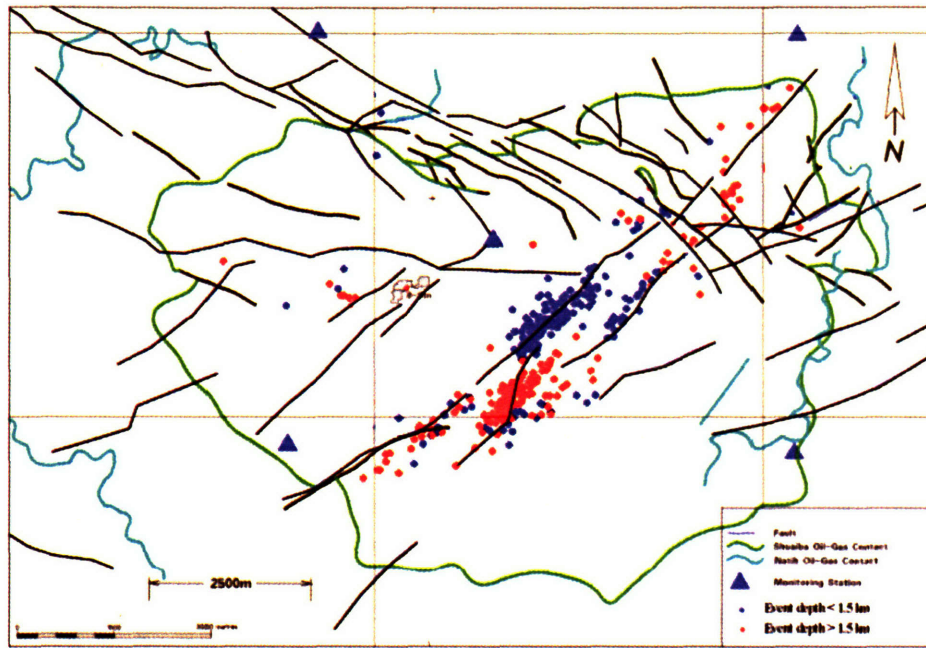 N
Fault
Shuaiba Oil-Gas Contact
Natih Oil-Gas Contact
Monitoring Station
Event depth < 1.5 km
Event depth > 1.5 km
2500m